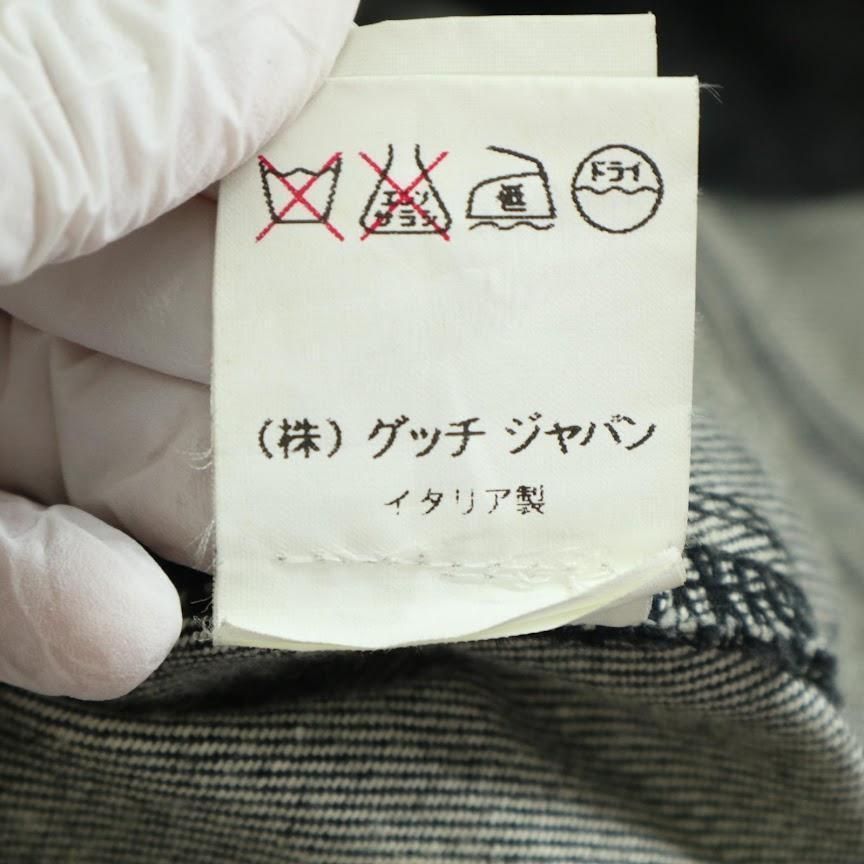 エンソ
サラシ
低
ドライ
(株) グッチ ジャパン
イタリア製